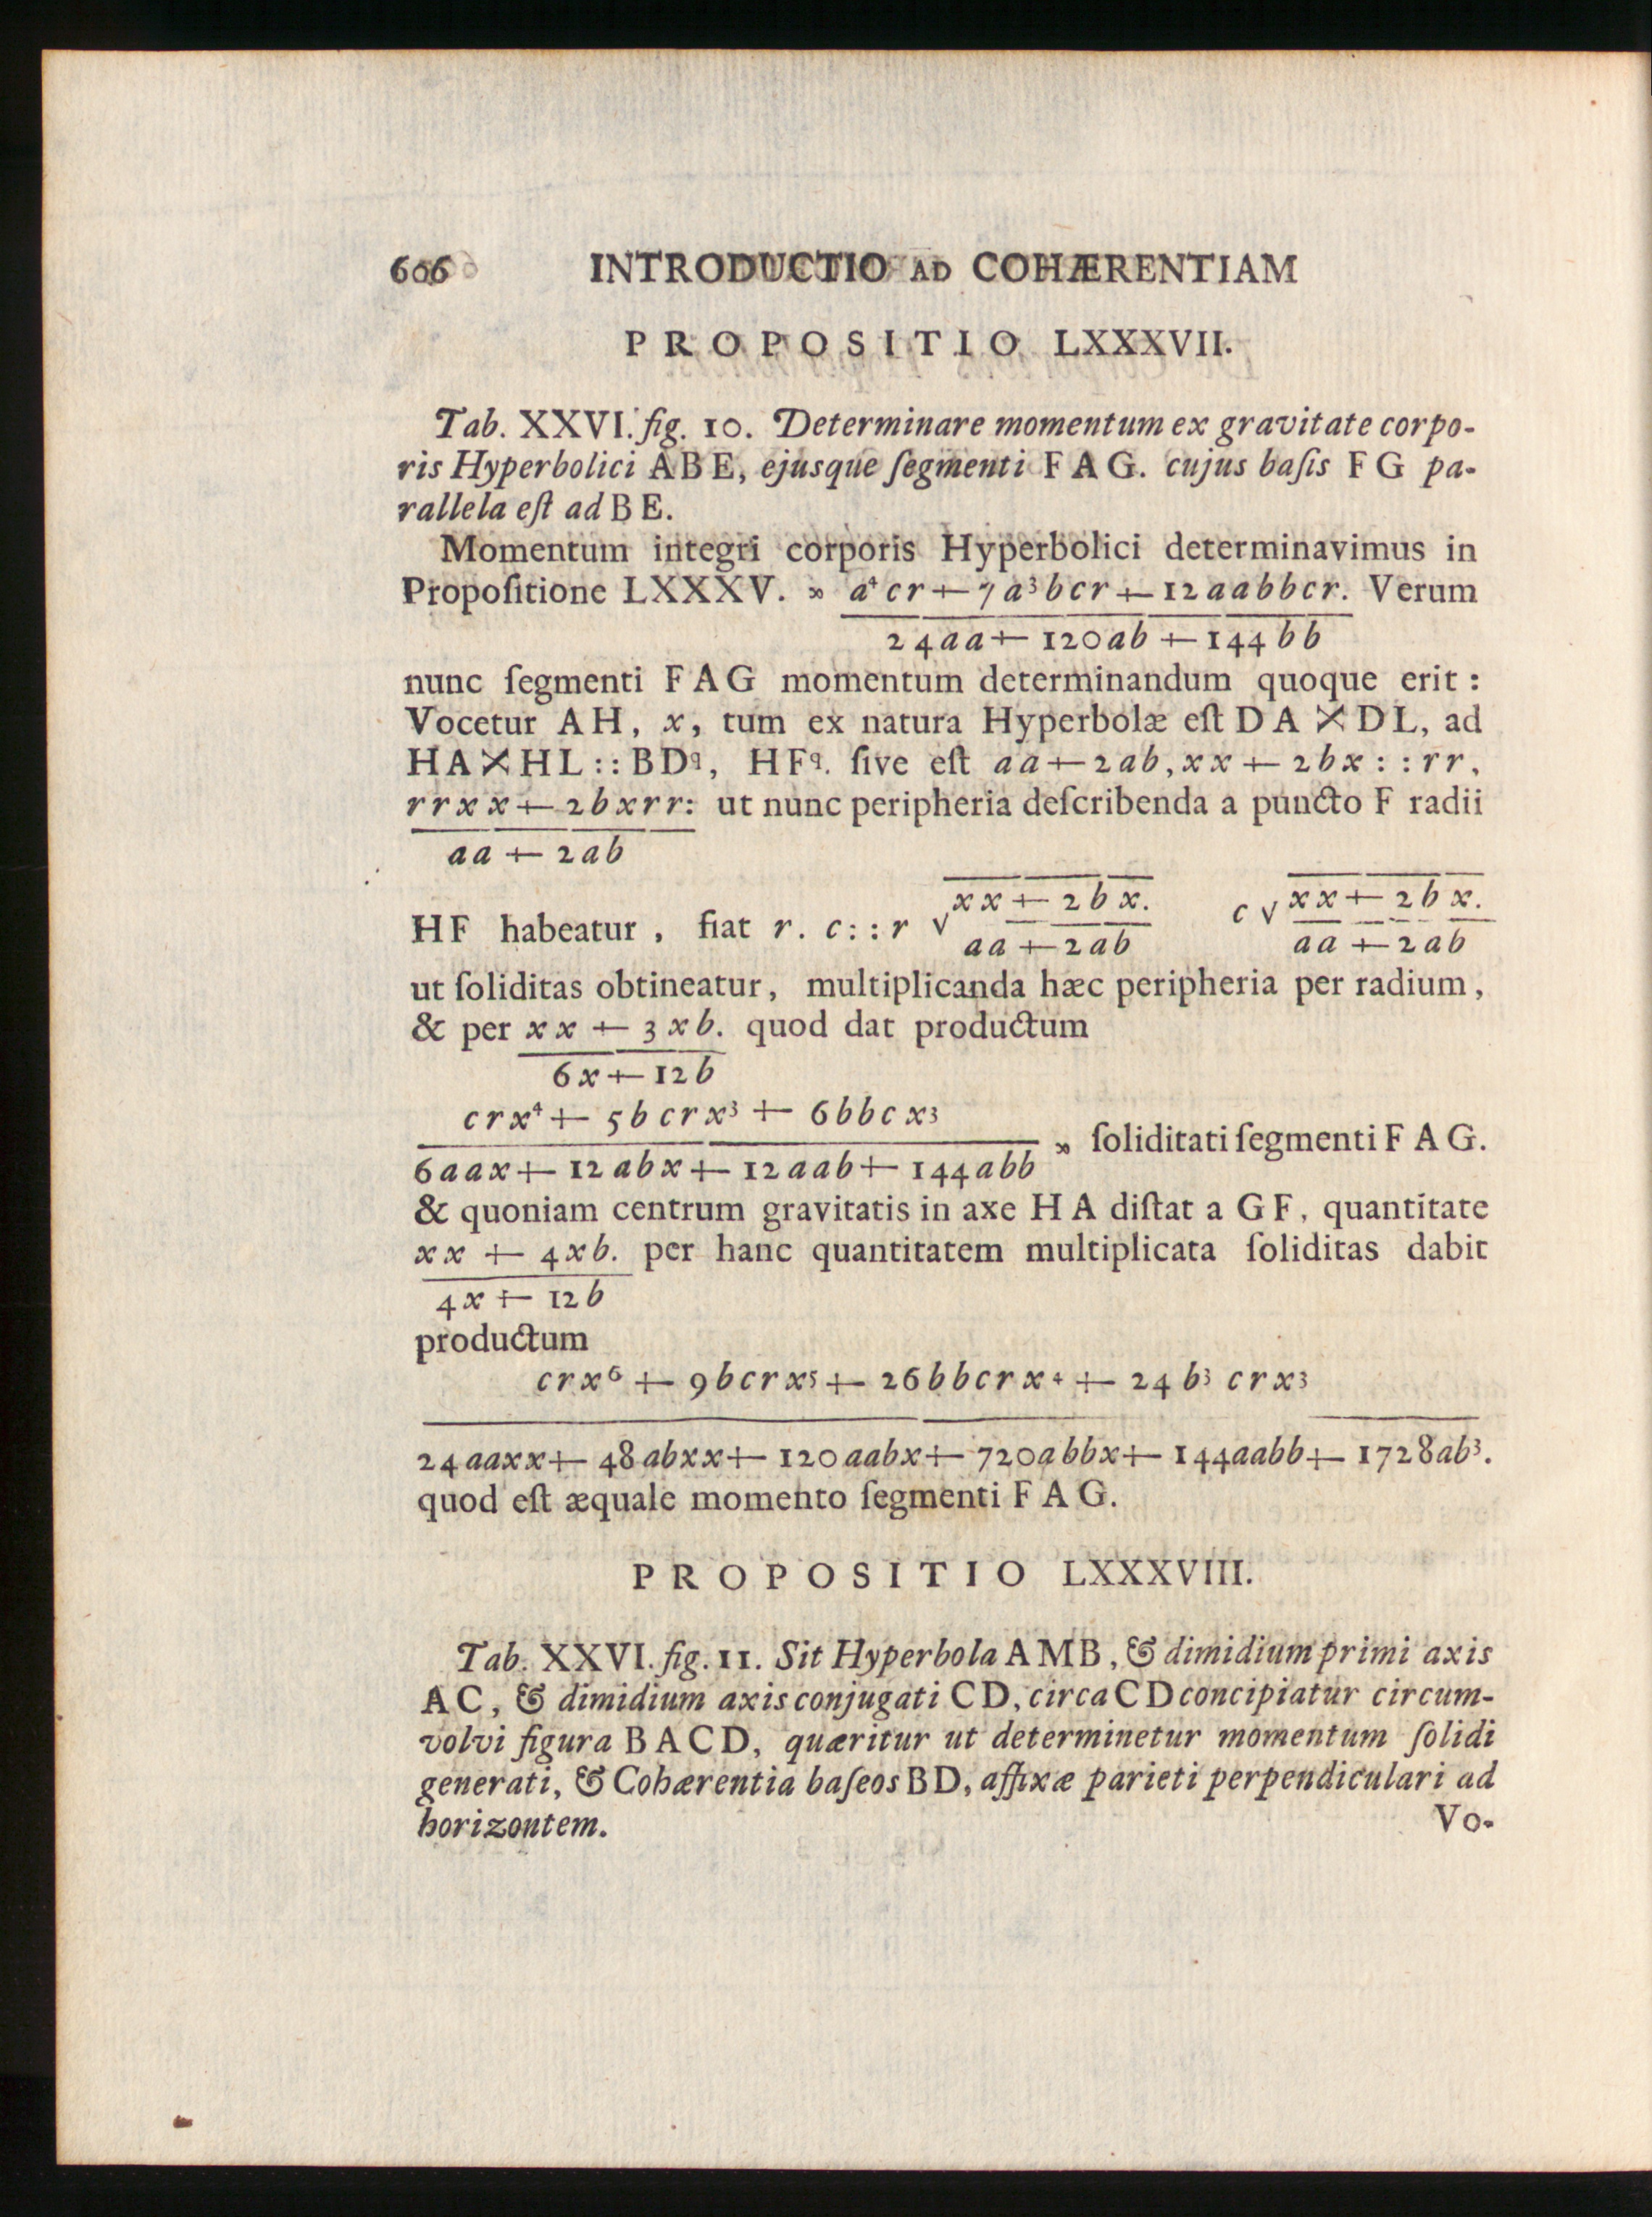 606 INTRODUCTIO AD COHÆRENTIAM
PROPOSITIO LXXXVII.
Tab. XXVI. fig. 10. Determinare momentum ex gravitate corpo-
ris Hyperbolici ABE, ejusque ſegmenti FAG. cujus baſis FG pa-
rallela eſt ad BE.
Momentum integri corporis Hyperbolici determinavimus in
Propoſitione LXXXV. ∞ a⁴cr+7a³bcr+12aabbcr. Verum
24aa+120ab+144bb
nunc ſegmenti FAG momentum determinandum quoque erit:
Vocetur AH, x, tum ex natura Hyperbolæ eſt DA×DL, ad
HA×HL::BDq, HFq. ſive eſt aa+2ab,xx+2bx::rr,
rrxx+2bxrr: ut nunc peripheria deſcribenda a puncto F radii
aa+2ab
xx+2bx. c√xx+2bx.
HF habeatur, fiat r. c::r √
aa+2ab aa+2ab
ut ſoliditas obtineatur, multiplicanda hæc peripheria per radium,
& per xx+3xb. quod dat productum
6x+12b
crx⁴+5bcrx³+6bbcx³
∞ ſoliditati ſegmenti FAG.
6aax+12abx+12aab+144abb
& quoniam centrum gravitatis in axe HA diſtat a GF, quantitate
xx+4xb. per hanc quantitatem multiplicata ſoliditas dabit
4x+12b
productum
crx⁶+9bcrx⁵+26bbcrx⁴+24b³crx³
24aaxx+48abxx+120aabx+720abbx+144aabb+1728ab³.
quod eſt æquale momento ſegmenti FAG.
PROPOSITIO LXXXVIII.
Tab. XXVI. fig. 11. Sit Hyperbola AMB, & dimidium primi axis
AC, & dimidium axis conjugati CD, circa CD concipiatur circum-
volvi figura BACD, quæritur ut determinetur momentum ſolidi
generati, & Cohærentia baſeos BD, affixæ parieti perpendiculari ad
horizontem. Vo-